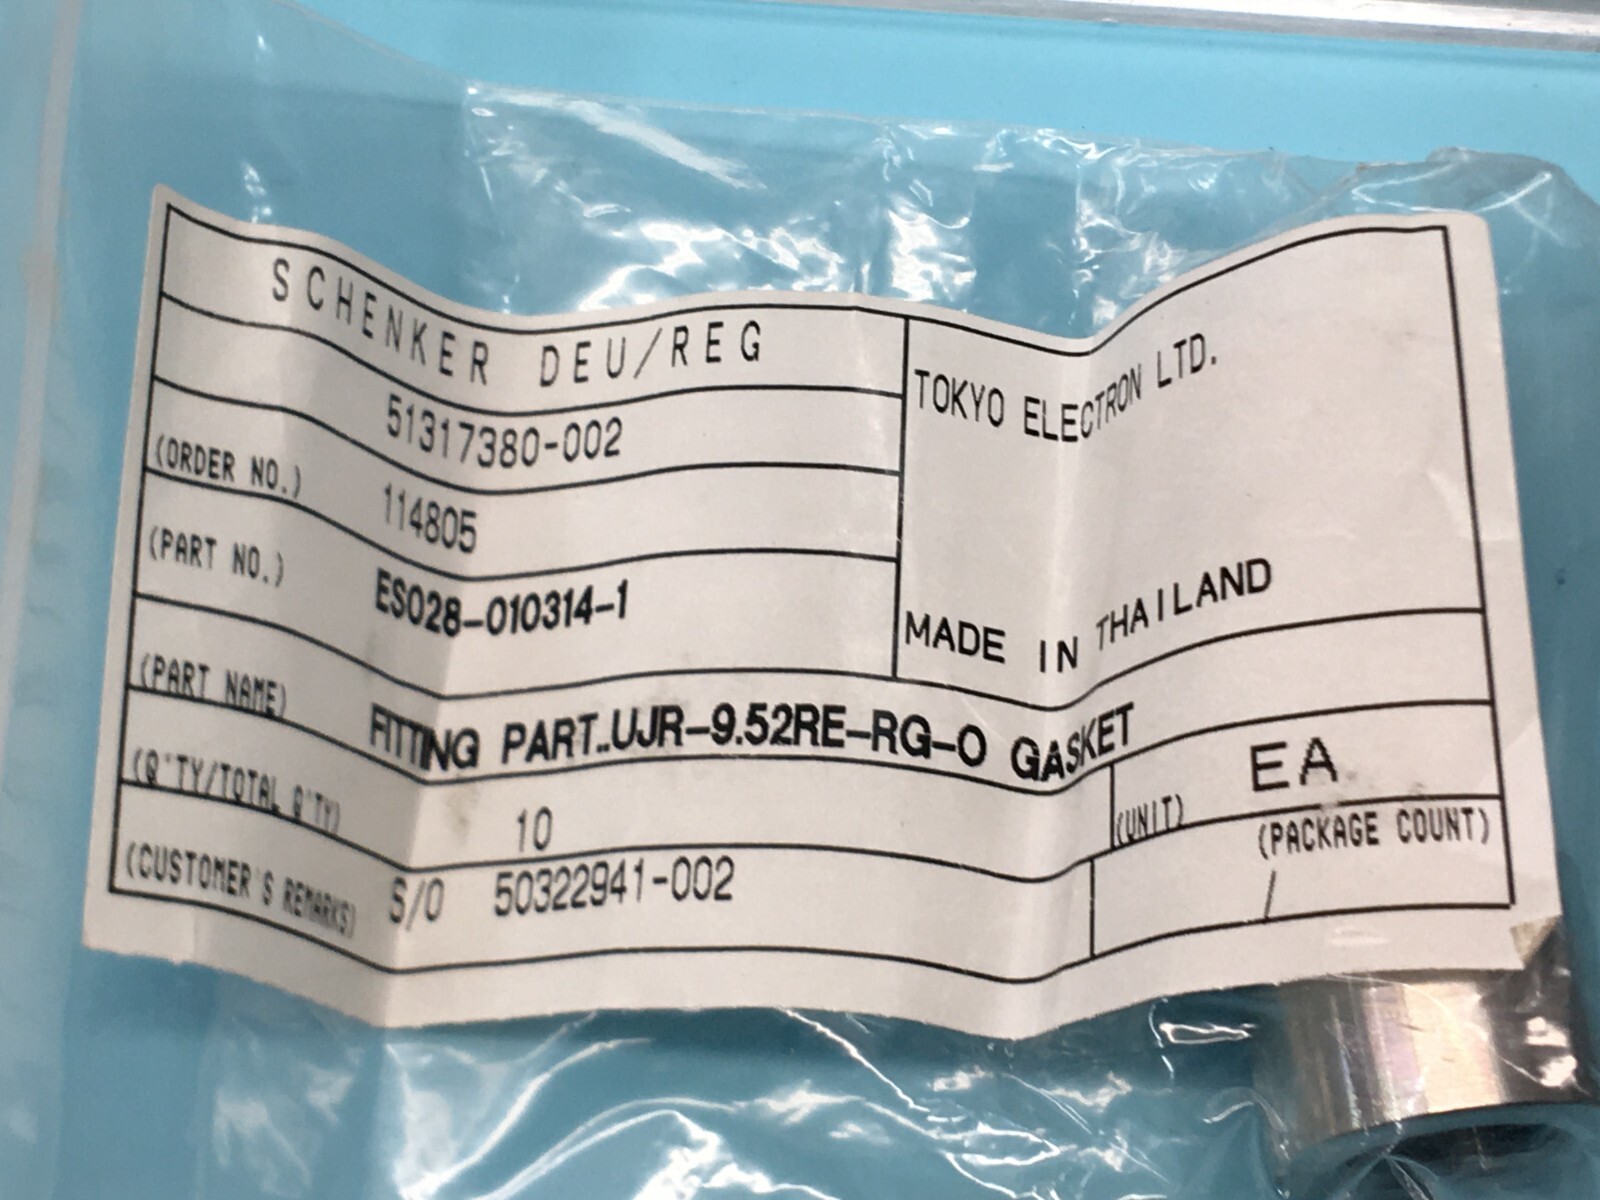 SCHENKER DEU/REG
TOKYO ELECTRON LTD.
51317380-002
(ORDER NO.) 114805
(PART NO.) ES028-010314-1
MADE IN THAILAND
(PART NAME) FITTING PART..UJR-9.52RE-RG-O GASKET
(Q'TY/TOTAL Q'TY) 10
(UNIT) EA
(CUSTOMER'S REMARKS) S/O 50322941-002
(PACKAGE COUNT)
/